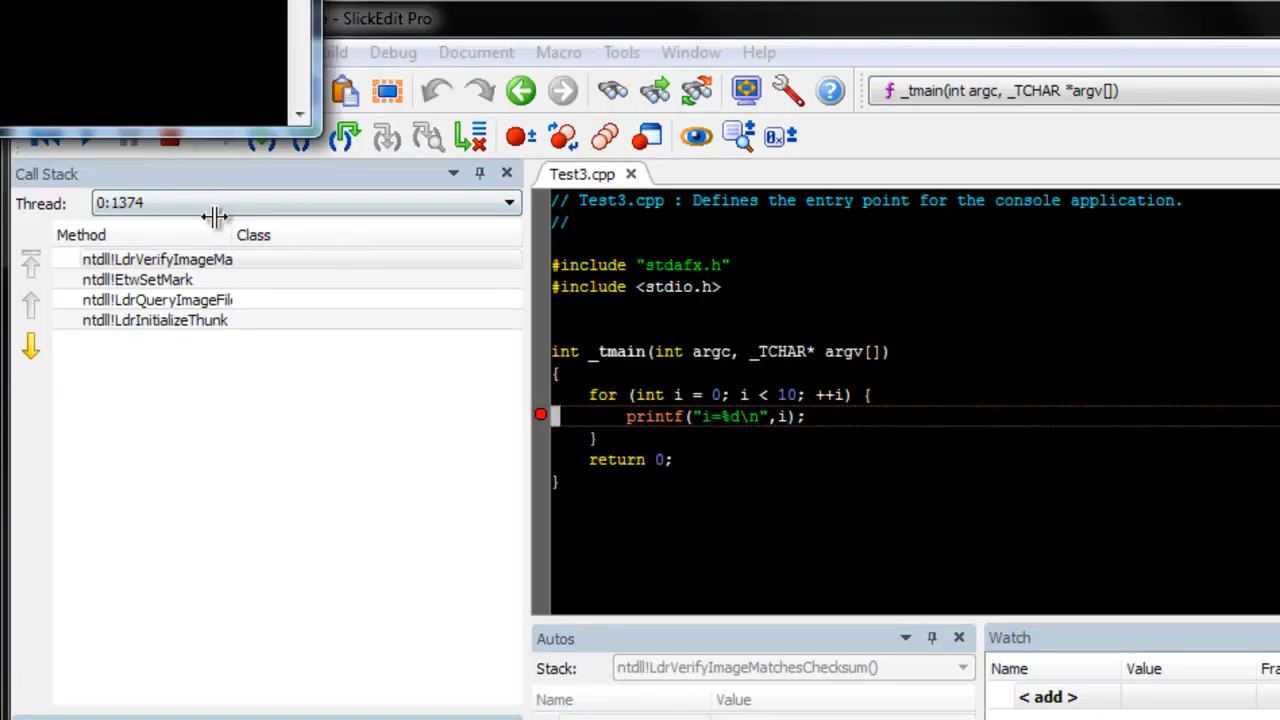 - SlickEdit Pro
Debug Document Macro Tools Window Help
_tmain(int argc, _TCHAR *argv[])
Call Stack
Test3.cpp
Thread: 0:1374
Method Class
ntdll!LdrVerifyImageMa
ntdll!EtwSetMark
ntdll!LdrQueryImageFil
ntdll!LdrInitializeThunk
// Test3.cpp : Defines the entry point for the console application.
//
#include "stdafx.h"
#include <stdio.h>
int _tmain(int argc, _TCHAR* argv[])
{
for (int i = 0; i < 10; ++i) {
printf("i=%d\n",i);
}
return 0;
}
Autos
Stack: ntdll!LdrVerifyImageMatchesChecksum()
Name Value
Watch
Name Value Fra
< add >